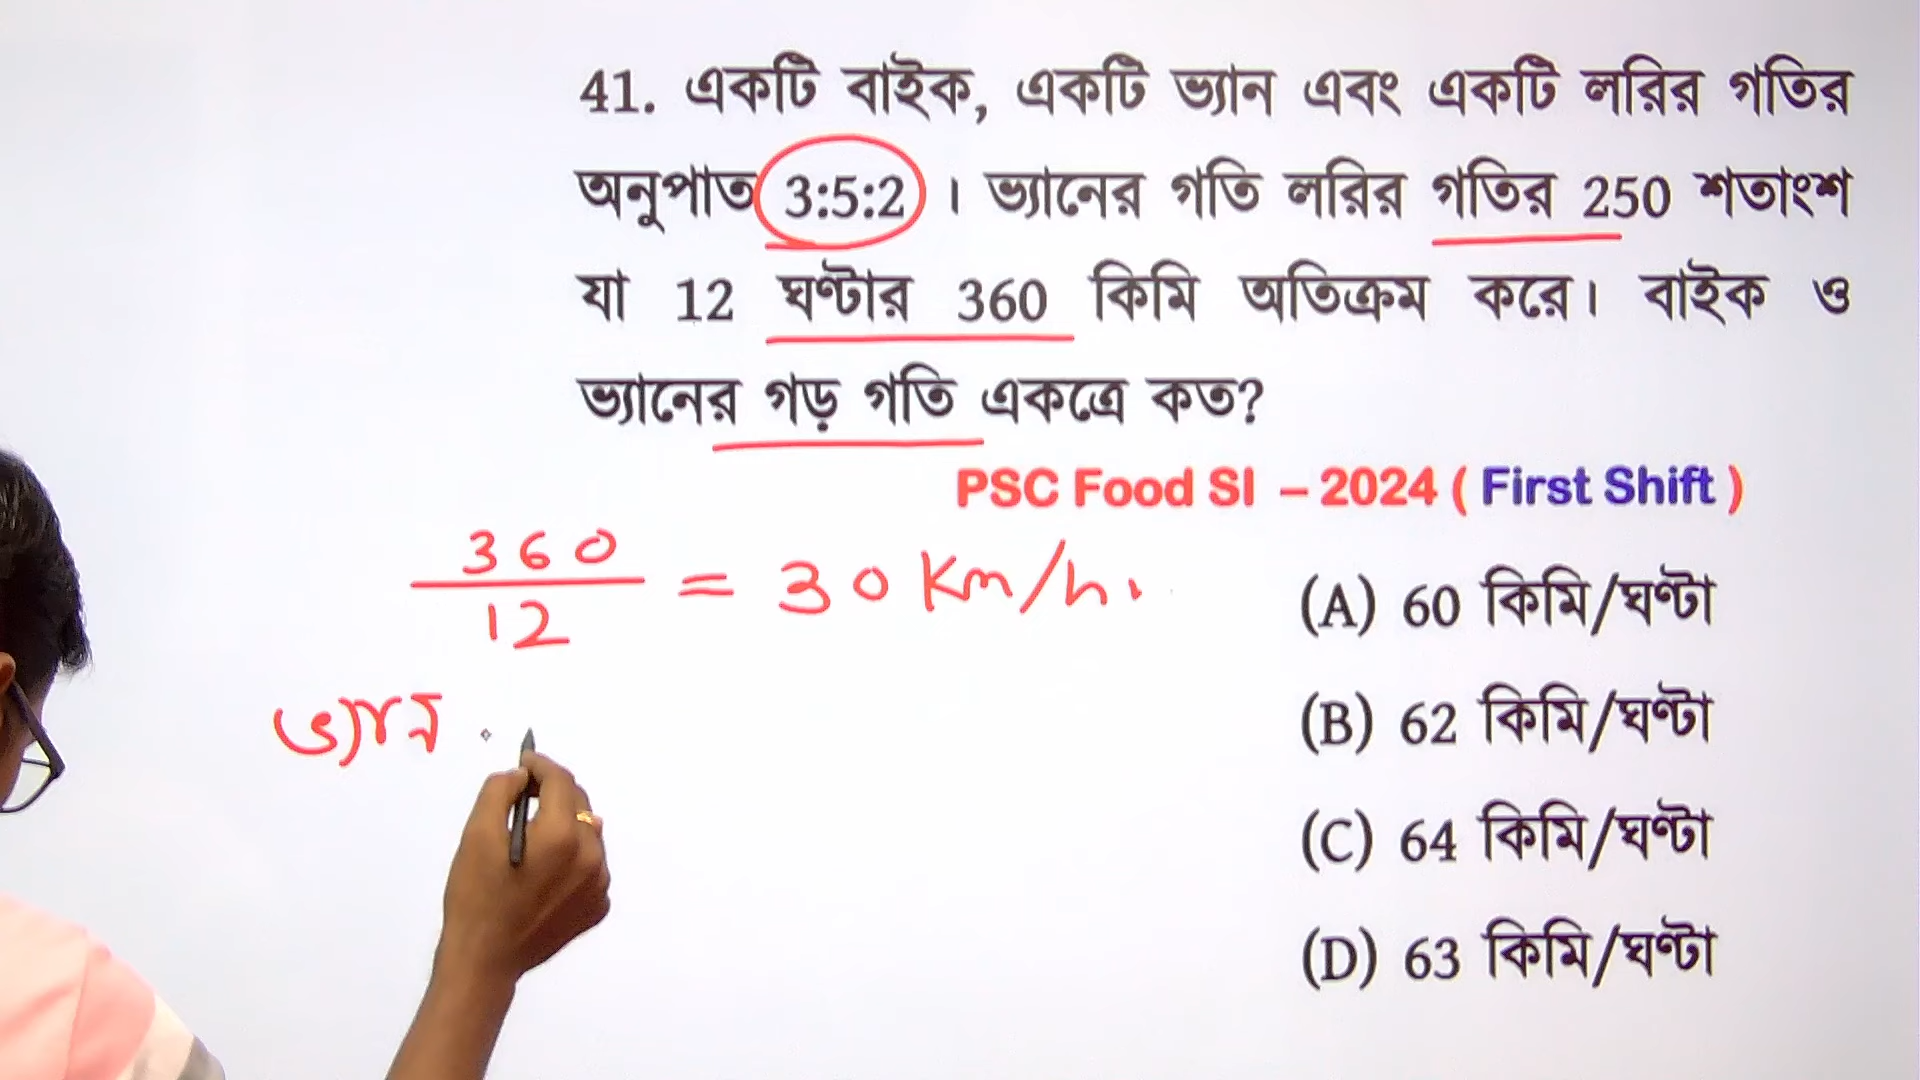 41. একটি বাইক, একটি ভ্যান এবং একটি লরির গতির
অনুপাত 3:5:2 । ভ্যানের গতি লরির গতির 250 শতাংশ
যা 12 ঘণ্টার 360 কিমি অতিক্রম করে। বাইক ও
ভ্যানের গড় গতি একত্রে কত?
PSC Food SI – 2024 ( First Shift )
360
12
= 30 Km/h.
ভ্যান
(A) 60 কিমি/ঘণ্টা
(B) 62 কিমি/ঘণ্টা
(C) 64 কিমি/ঘণ্টা
(D) 63 কিমি/ঘণ্টা